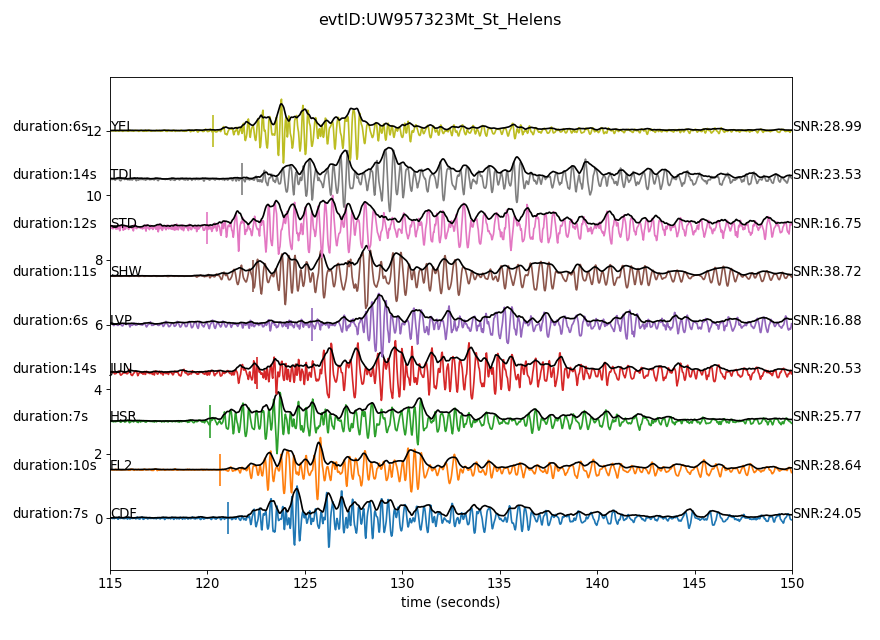 evtID:UW957323Mt_St_Helens
duration:6s YEL SNR:28.99
12
duration:14s TDL SNR:23.53
10
duration:12s STD SNR:16.75
8
duration:11s SHW SNR:38.72
duration:6s LVP SNR:16.88
6
duration:14s JUN SNR:20.53
4
duration:7s HSR SNR:25.77
2
duration:10s FL2 SNR:28.64
duration:7s CDF SNR:24.05
0
115 120 125 130 135 140 145 150
time (seconds)